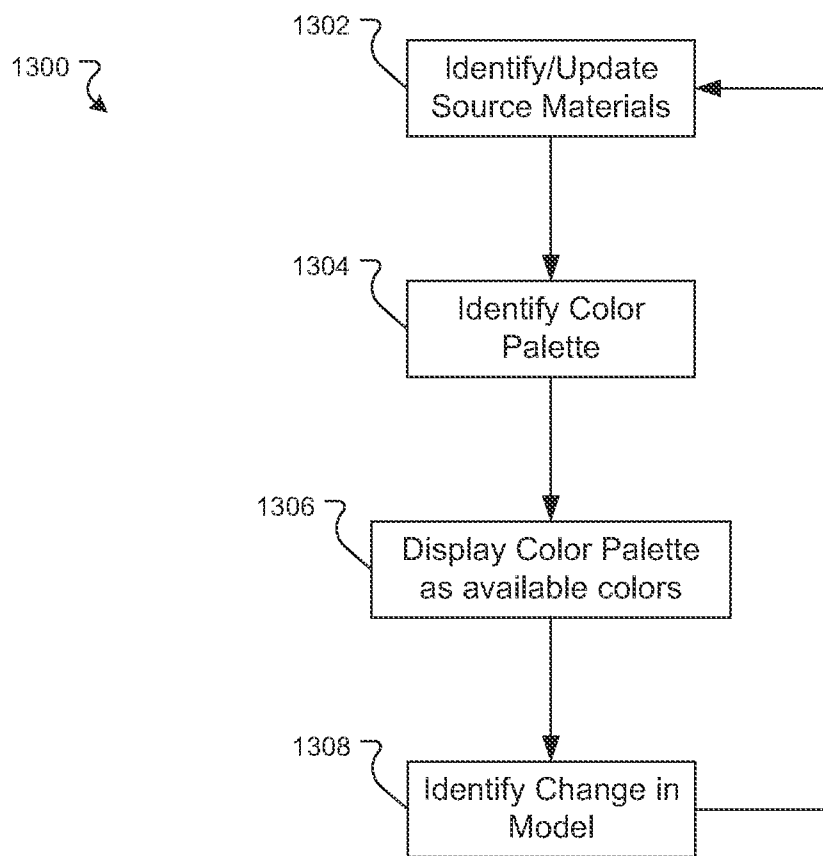 1300
1302
Identify/Update
Source Materials
1304
Identify Color
Palette
1306
Display Color Palette
as available colors
1308
Identify Change in
Model